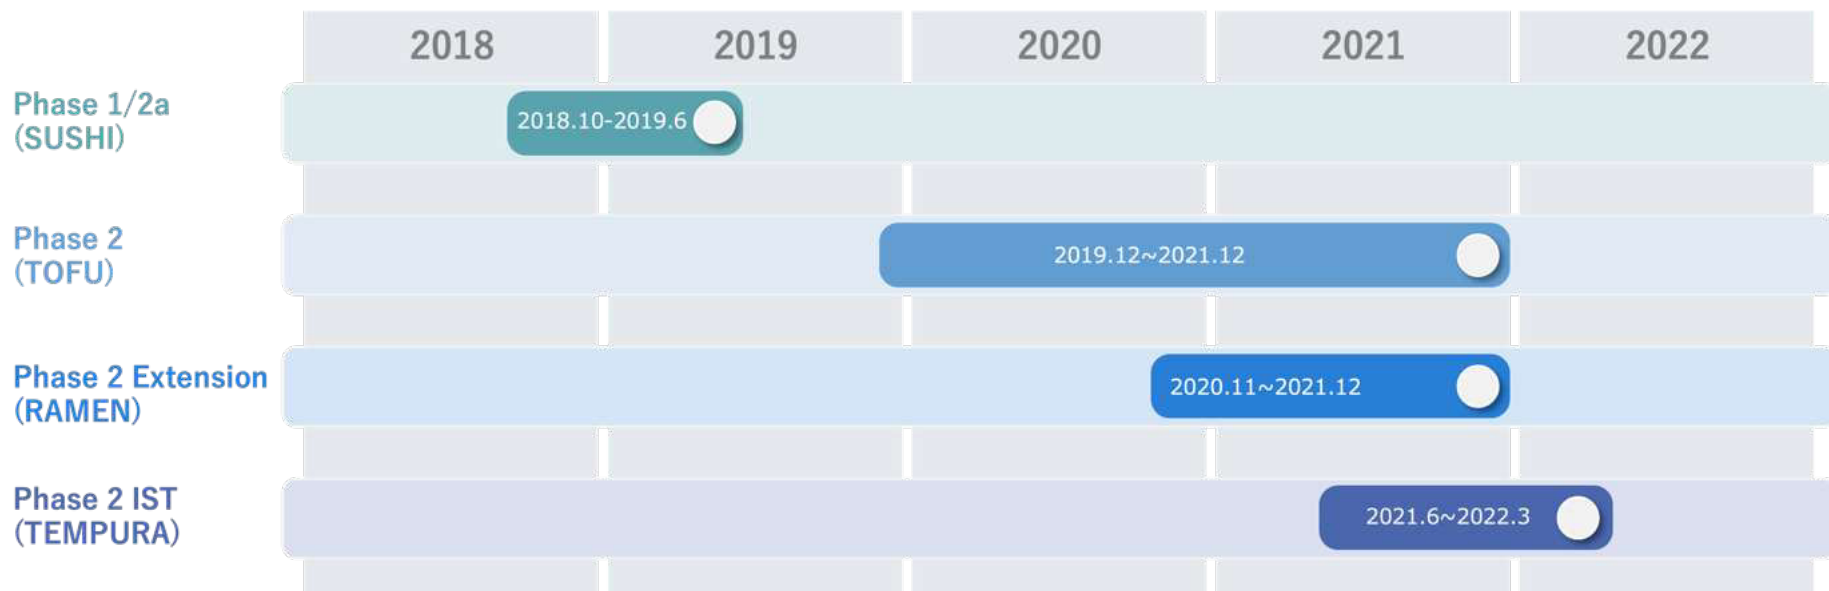 2018 2019 2020 2021 2022
Phase 1/2a
(SUSHI)
2018.10-2019.6
Phase 2
(TOFU)
2019.12~2021.12
Phase 2 Extension
(RAMEN)
2020.11~2021.12
Phase 2 IST
(TEMPURA)
2021.6~2022.3